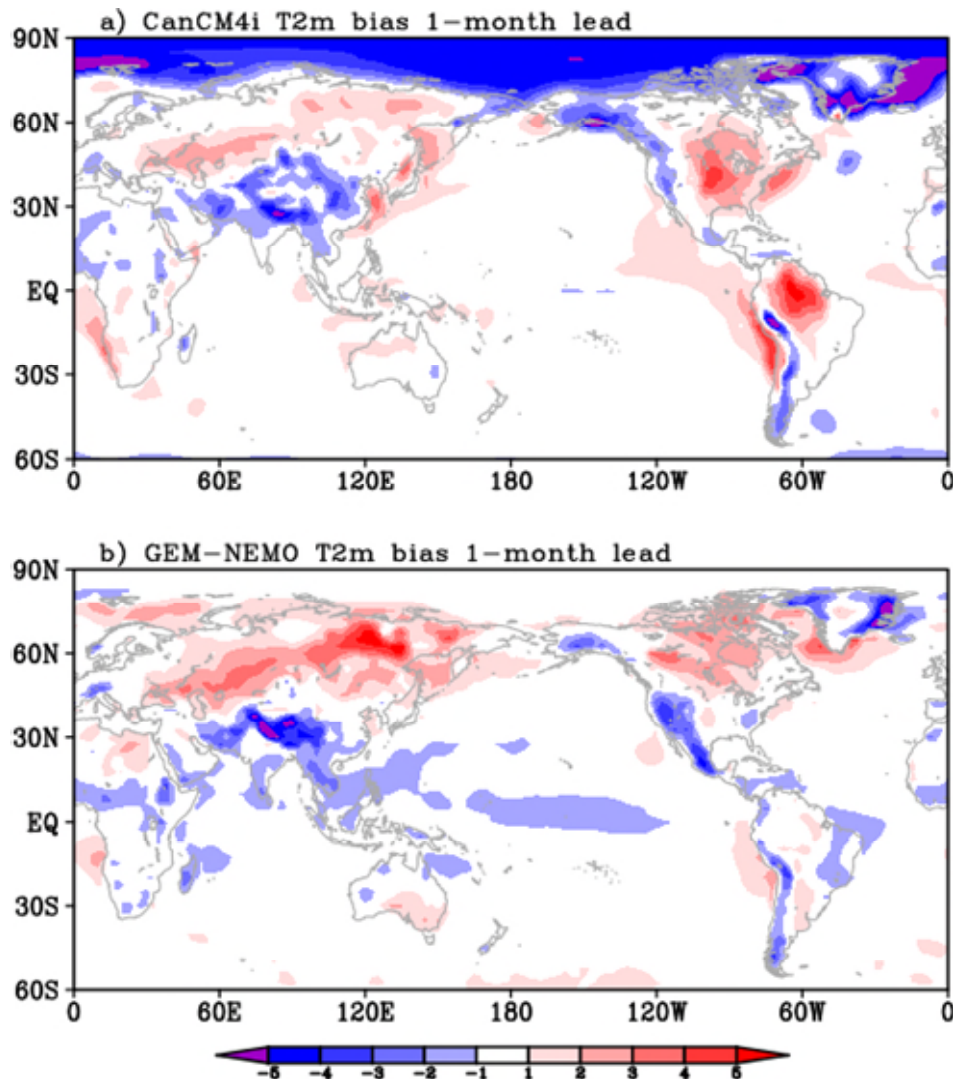 a) CanCM4i T2m bias 1-month lead
90N
60N
30N
EQ
30S
60S
0 60E 120E 180 120W 60W 0
b) GEM-NEMO T2m bias 1-month lead
90N
60N
30N
EQ
30S
60S
0 60E 120E 180 120W 60W 0
-5 -4 -3 -2 -1 1 2 3 4 5